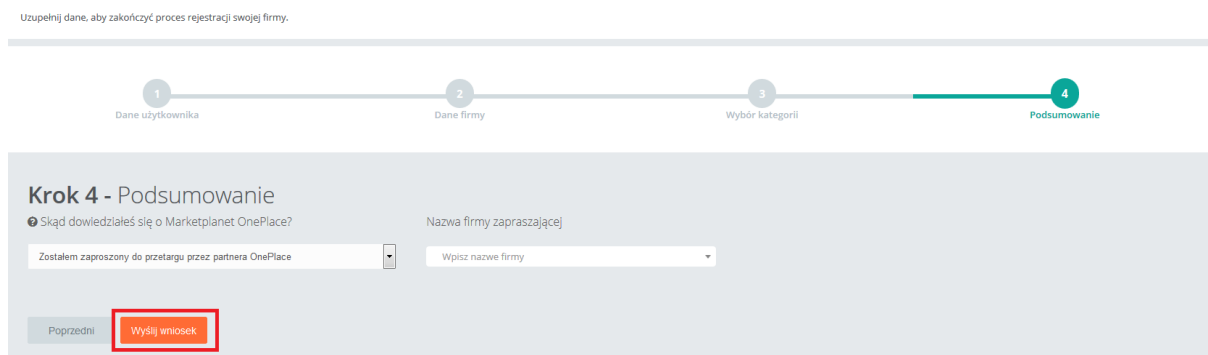 Uzupełnij dane, aby zakończyć proces rejestracji swojej firmy.
1
2
3
4
Dane użytkownika
Dane firmy
Wybór kategorii
Podsumowanie
Krok 4 - Podsumowanie
Skąd dowiedziałeś się o Marketplanet OnePlace?
Nazwa firmy zapraszającej
Zostałem zaproszony do przetargu przez partnera OnePlace
Wpisz nazwe firmy
Poprzedni
Wyślij wniosek